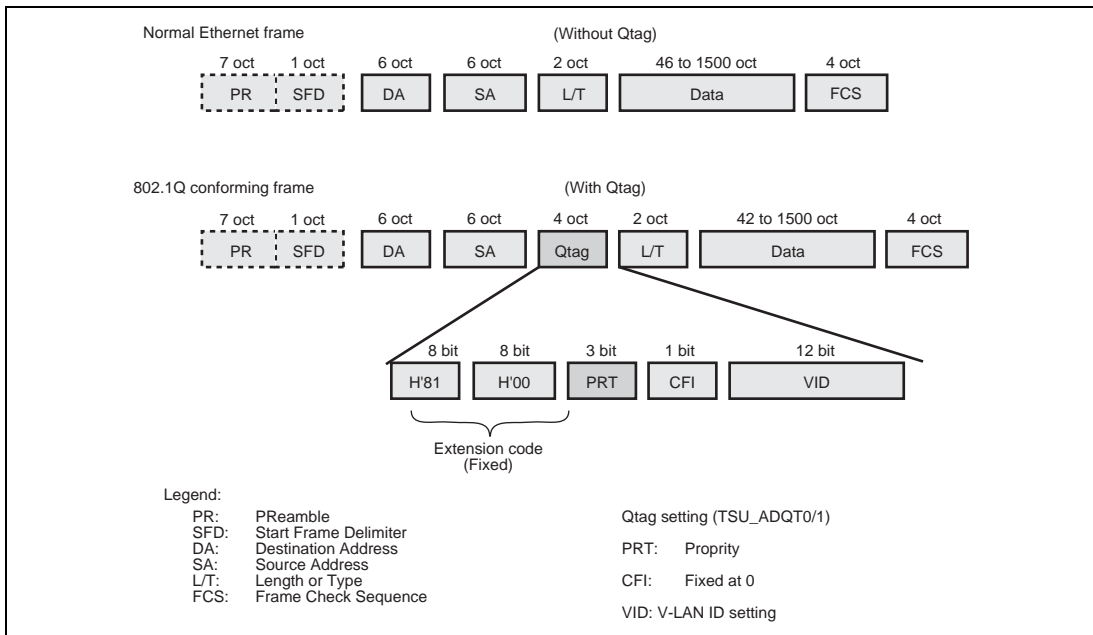 Normal Ethernet frame (Without Qtag)
7 oct 1 oct 6 oct 6 oct 2 oct 46 to 1500 oct 4 oct
PR SFD DA SA L/T Data FCS
802.1Q conforming frame (With Qtag)
7 oct 1 oct 6 oct 6 oct 4 oct 2 oct 42 to 1500 oct 4 oct
PR SFD DA SA Qtag L/T Data FCS
8 bit 8 bit 3 bit 1 bit 12 bit
H'81 H'00 PRT CFI VID
Extension code
(Fixed)
Legend:
PR: PReamble
SFD: Start Frame Delimiter
DA: Destination Address
SA: Source Address
L/T: Length or Type
FCS: Frame Check Sequence
Qtag setting (TSU_ADQT0/1)
PRT: Proprity
CFI: Fixed at 0
VID: V-LAN ID setting